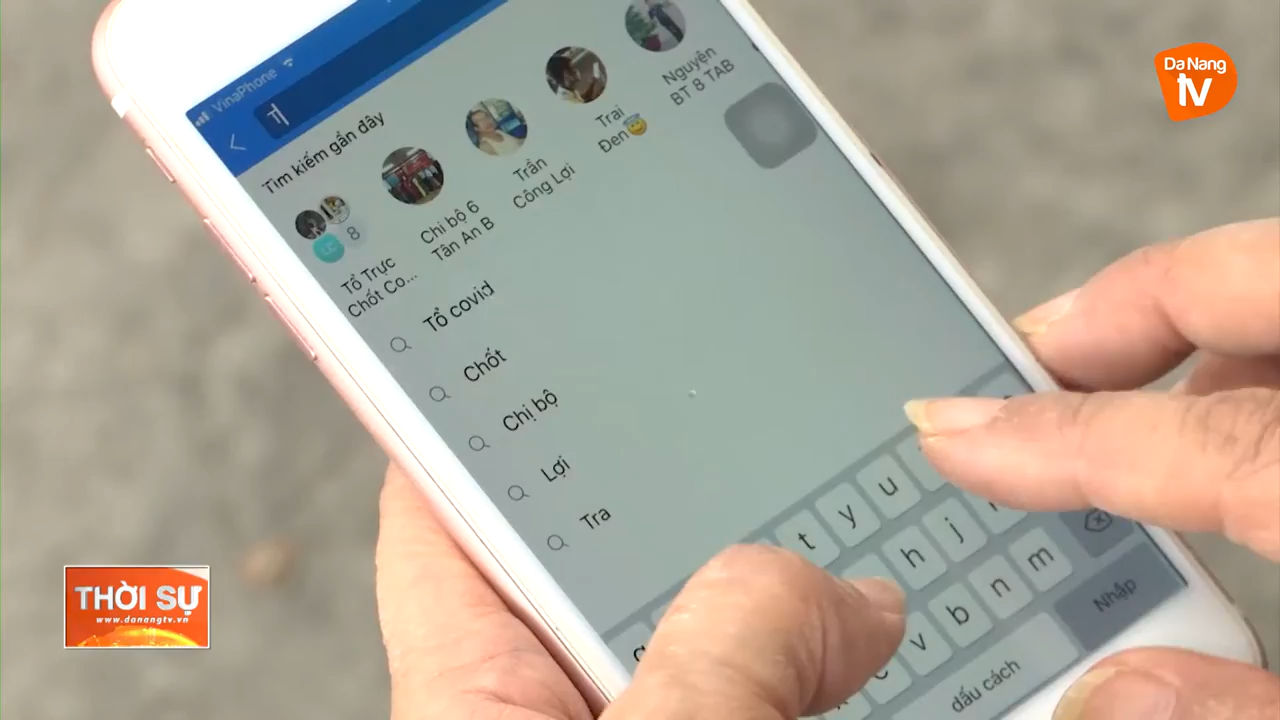 Da Nang
tv
VinaPhone
T
Tìm kiếm gần đây
8
Tổ Trực
Chốt Co...
Chi bộ 6
Tân An B
Trần
Công Lợi
Trai
Đen
Nguyện
BT 8 TAB
Tổ covid
Chốt
Chị bộ
Lợi
Tra
t y u
h j
v b n m
dấu cách
Nhập
THỜI SỰ
www.danangtv.vn